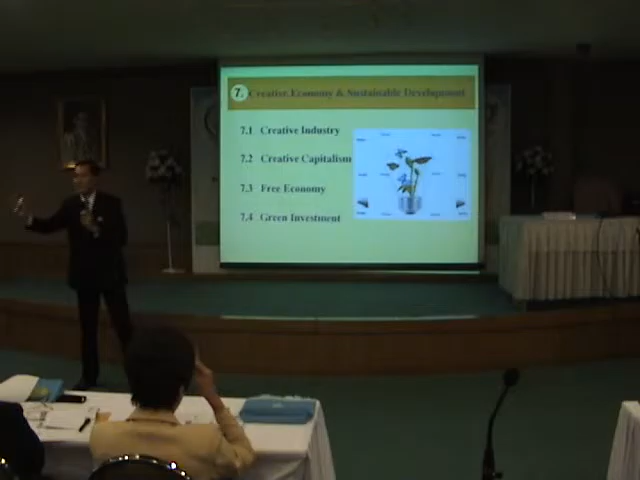 7. Creative Economy & Sustainable Development
7.1 Creative Industry
7.2 Creative Capitalism
7.3 Free Economy
7.4 Green Investment